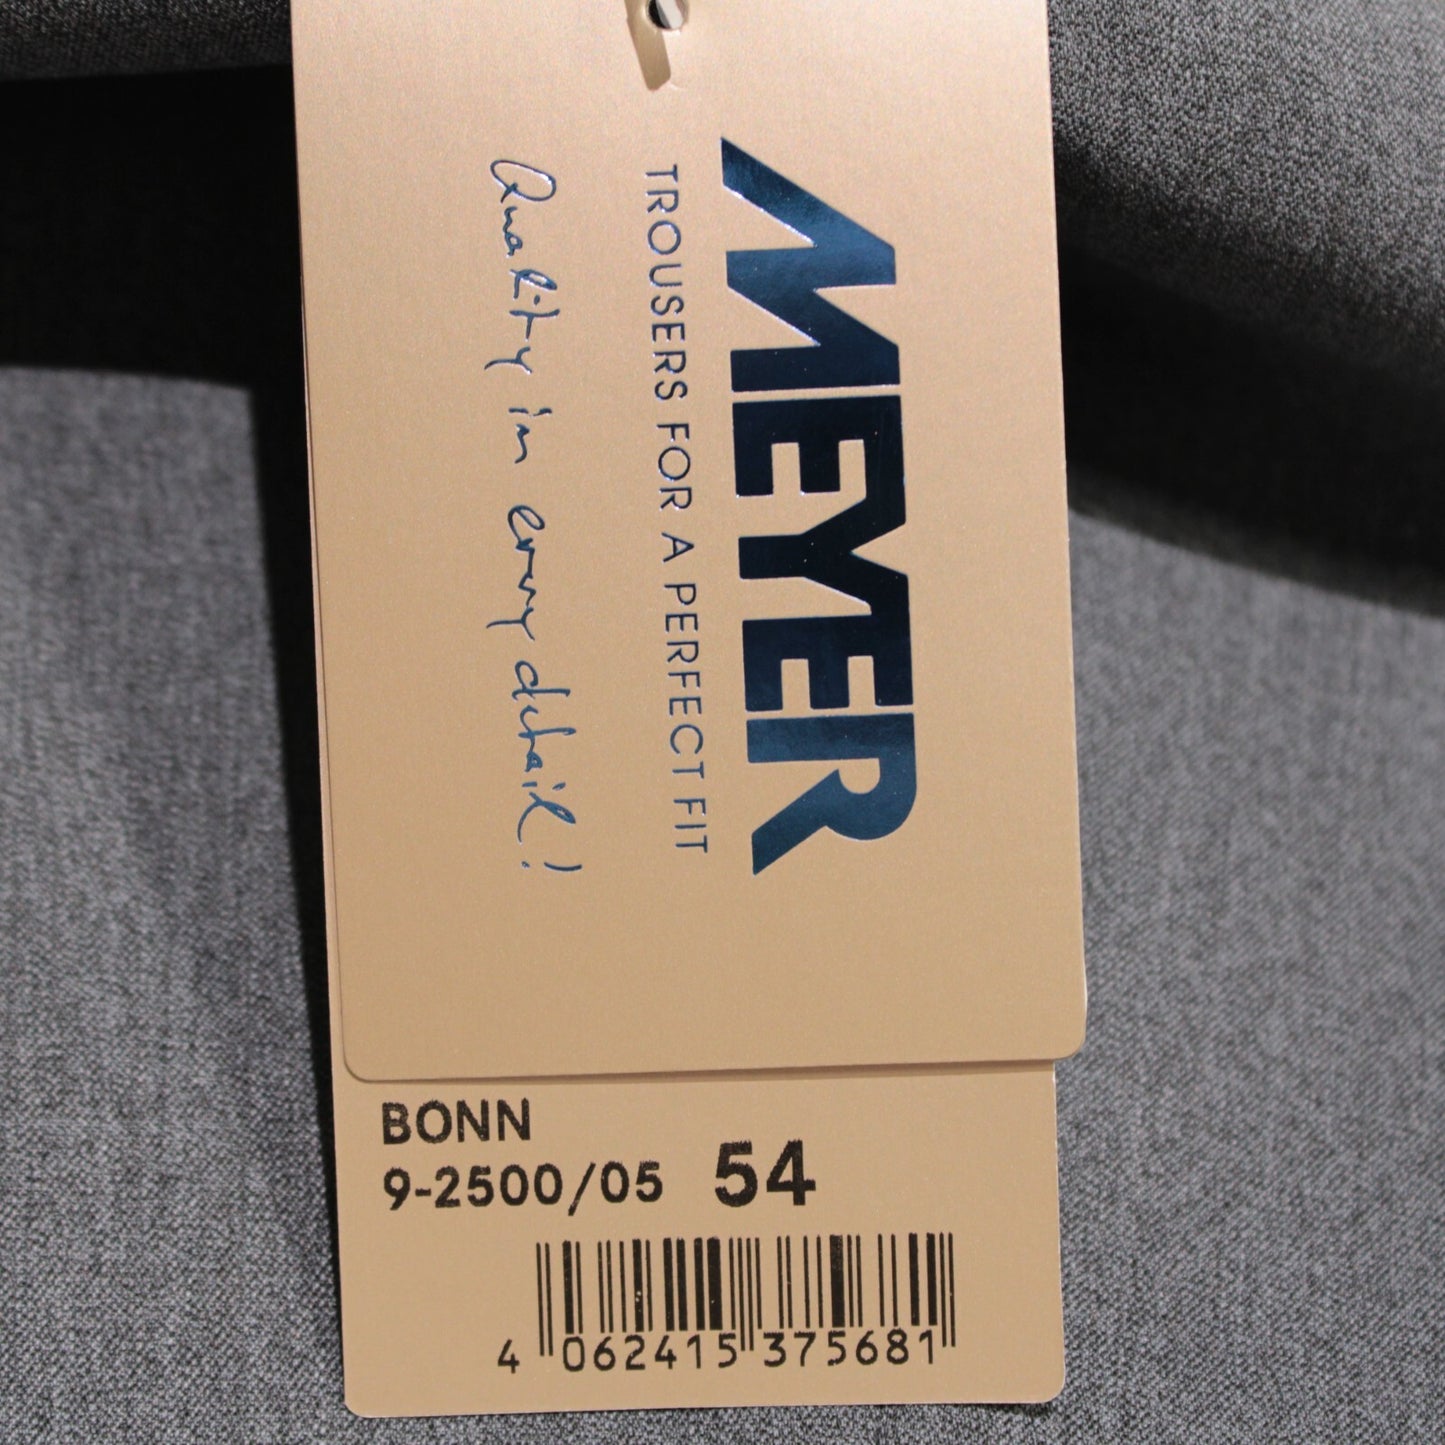 MEYER
TROUSERS FOR A PERFECT FIT
Quality in every detail!
BONN
9-2500/05 54
4 062415 375681